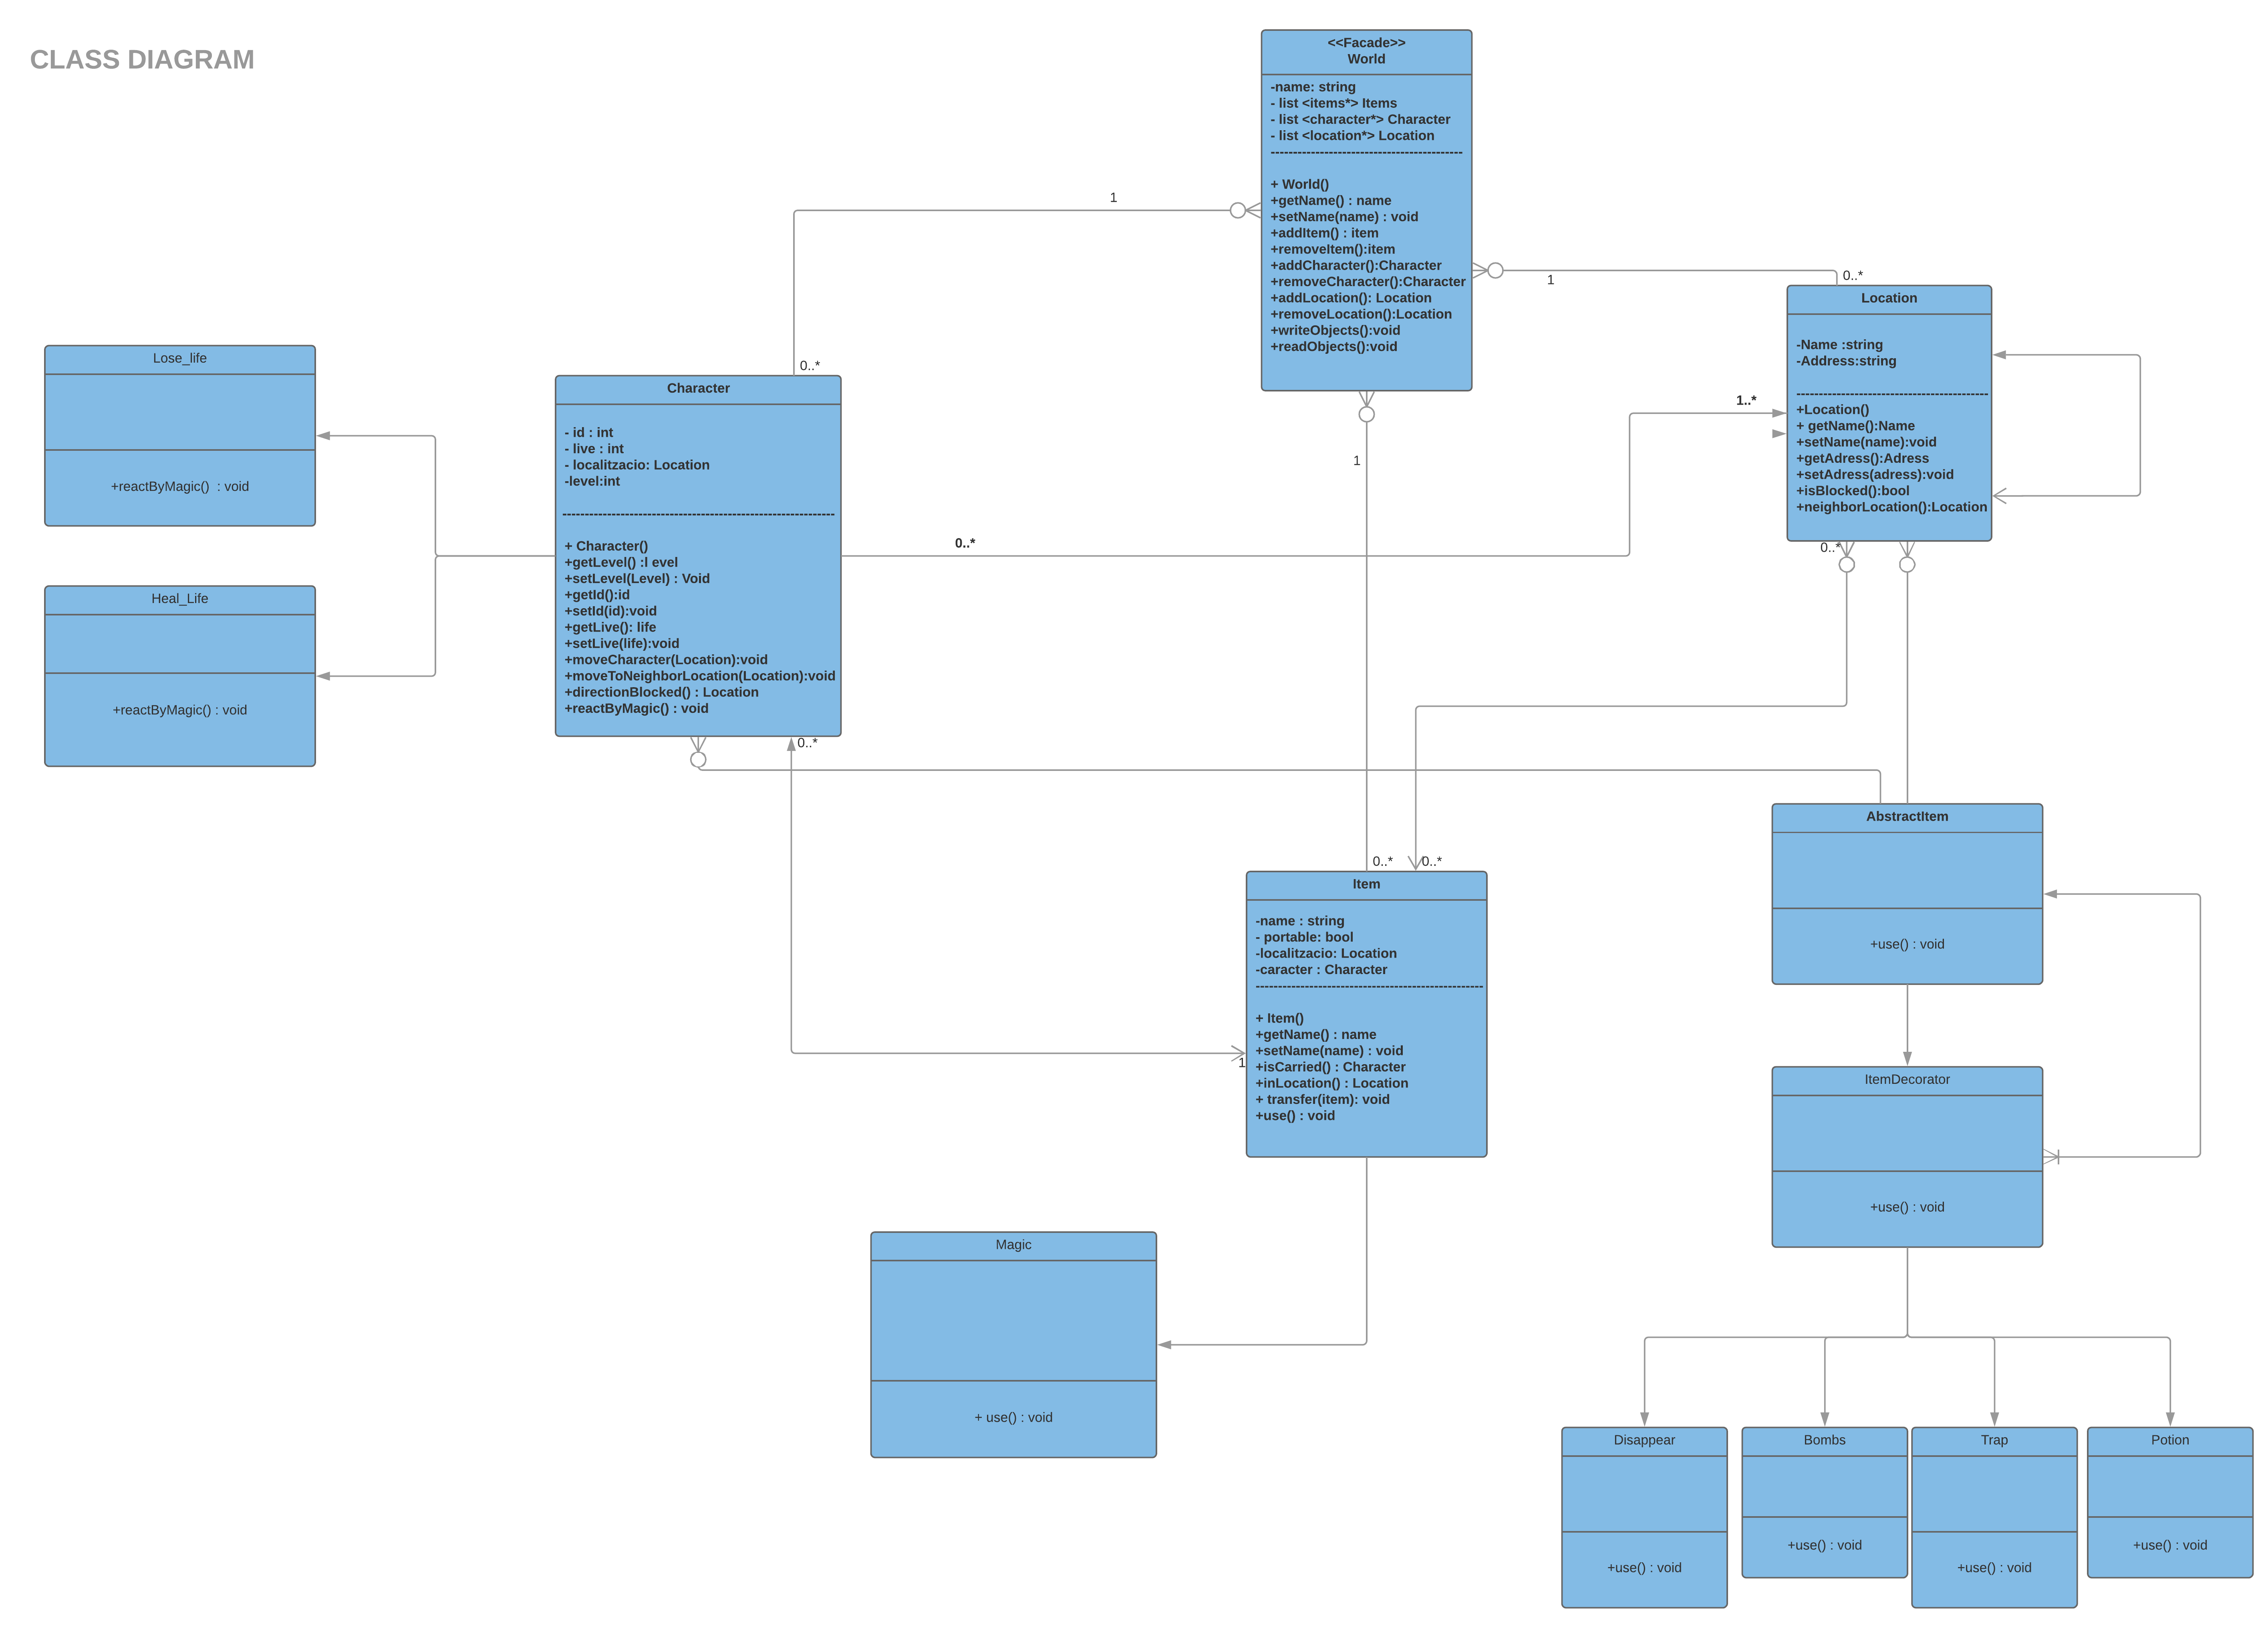 CLASS DIAGRAM
<<Facade>>
World
-name: string
- list <items*> Items
- list <character*> Character
- list <location*> Location
-------------------------------------------
+ World()
+getName() : name
+setName(name) : void
+addItem() : item
+removeItem():item
+addCharacter():Character
+removeCharacter():Character
+addLocation(): Location
+removeLocation():Location
+writeObjects():void
+readObjects():void
1
1
0..*
1
0..*
Location
-Name :string
-Address:string
-------------------------------------------
+Location()
+ getName():Name
+setName(name):void
+getAdress():Adress
+setAdress(adress):void
+isBlocked():bool
+neighborLocation():Location
1..*
0..*
0..*
Lose_life
+reactByMagic()  : void
Heal_Life
+reactByMagic() : void
Character
- id : int
- live : int
- localitzacio: Location
-level:int
-------------------------------------------------------------
+ Character()
+getLevel() :l evel
+setLevel(Level) : Void
+getId():id
+setId(id):void
+getLive(): life
+setLive(life):void
+moveCharacter(Location):void
+moveToNeighborLocation(Location):void
+directionBlocked() : Location
+reactByMagic() : void
0..*
0..*
0..*
1
Item
-name : string
- portable: bool
-localitzacio: Location
-caracter : Character
---------------------------------------------------
+ Item()
+getName() : name
+setName(name) : void
+isCarried() : Character
+inLocation() : Location
+ transfer(item): void
+use() : void
AbstractItem
+use() : void
ItemDecorator
+use() : void
Magic
+ use() : void
Disappear
+use() : void
Bombs
+use() : void
Trap
+use() : void
Potion
+use() : void